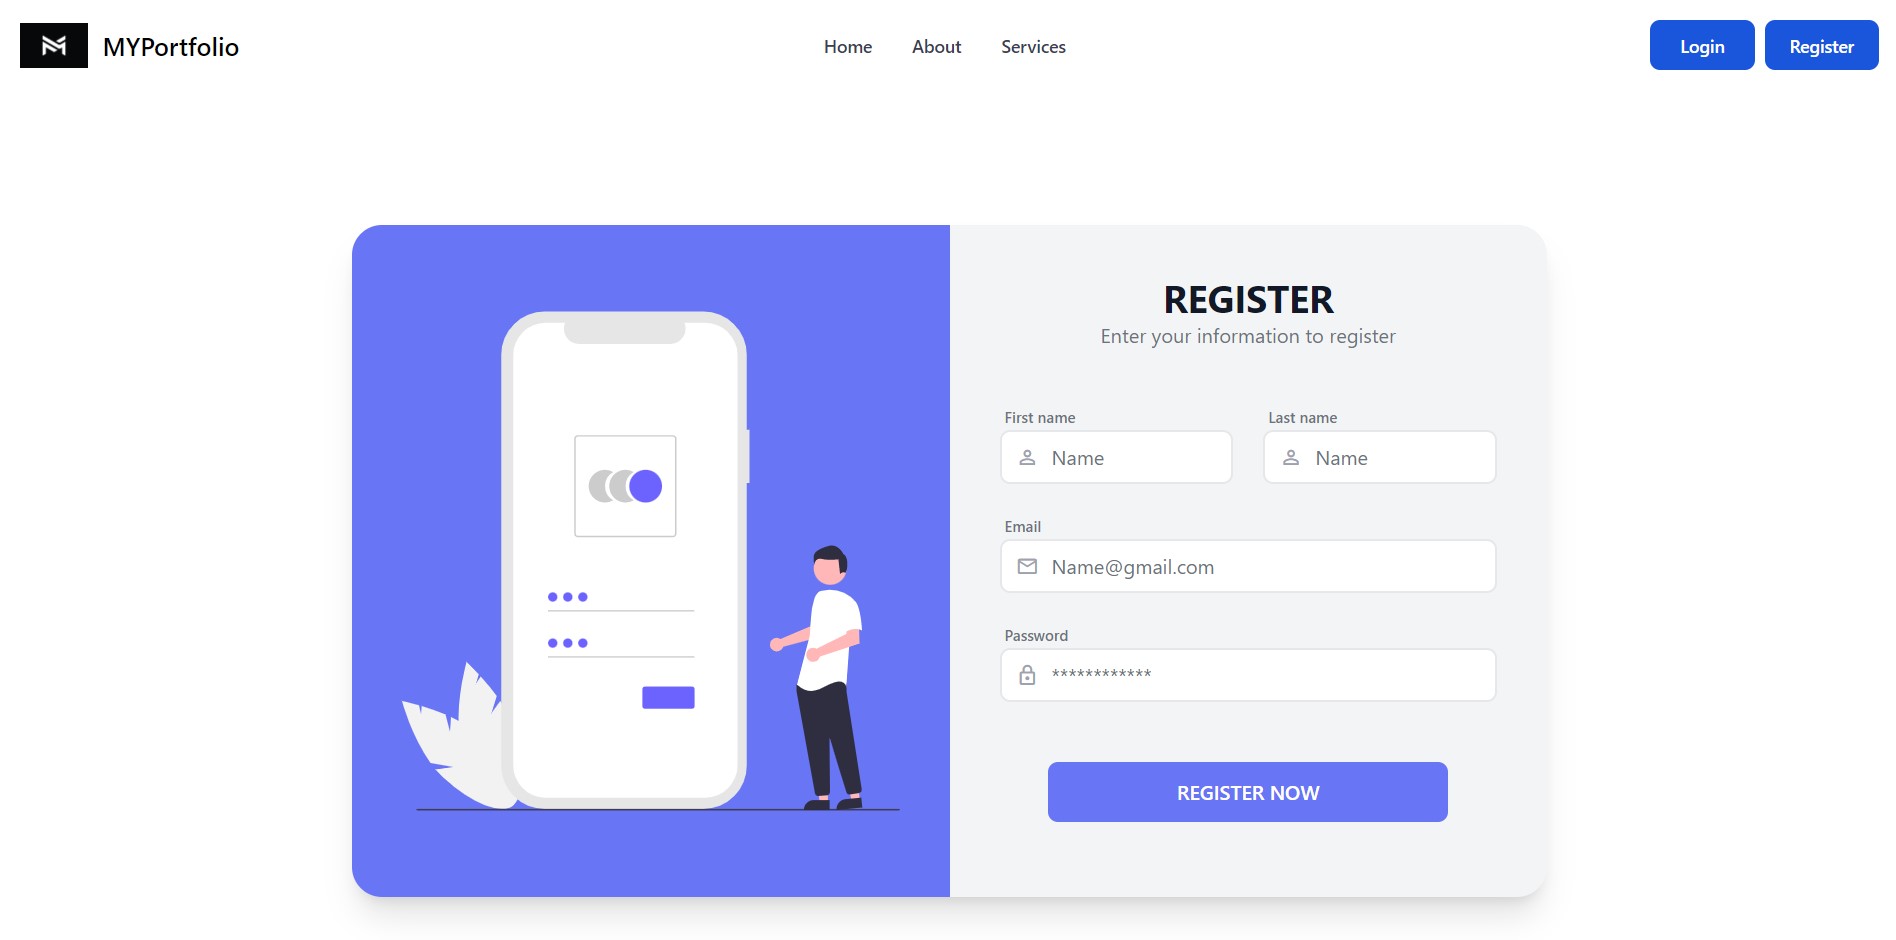 MYPortfolio
Home About Services
Login Register
REGISTER
Enter your information to register
First name Last name
Name Name
Email
Name@gmail.com
Password
************
REGISTER NOW